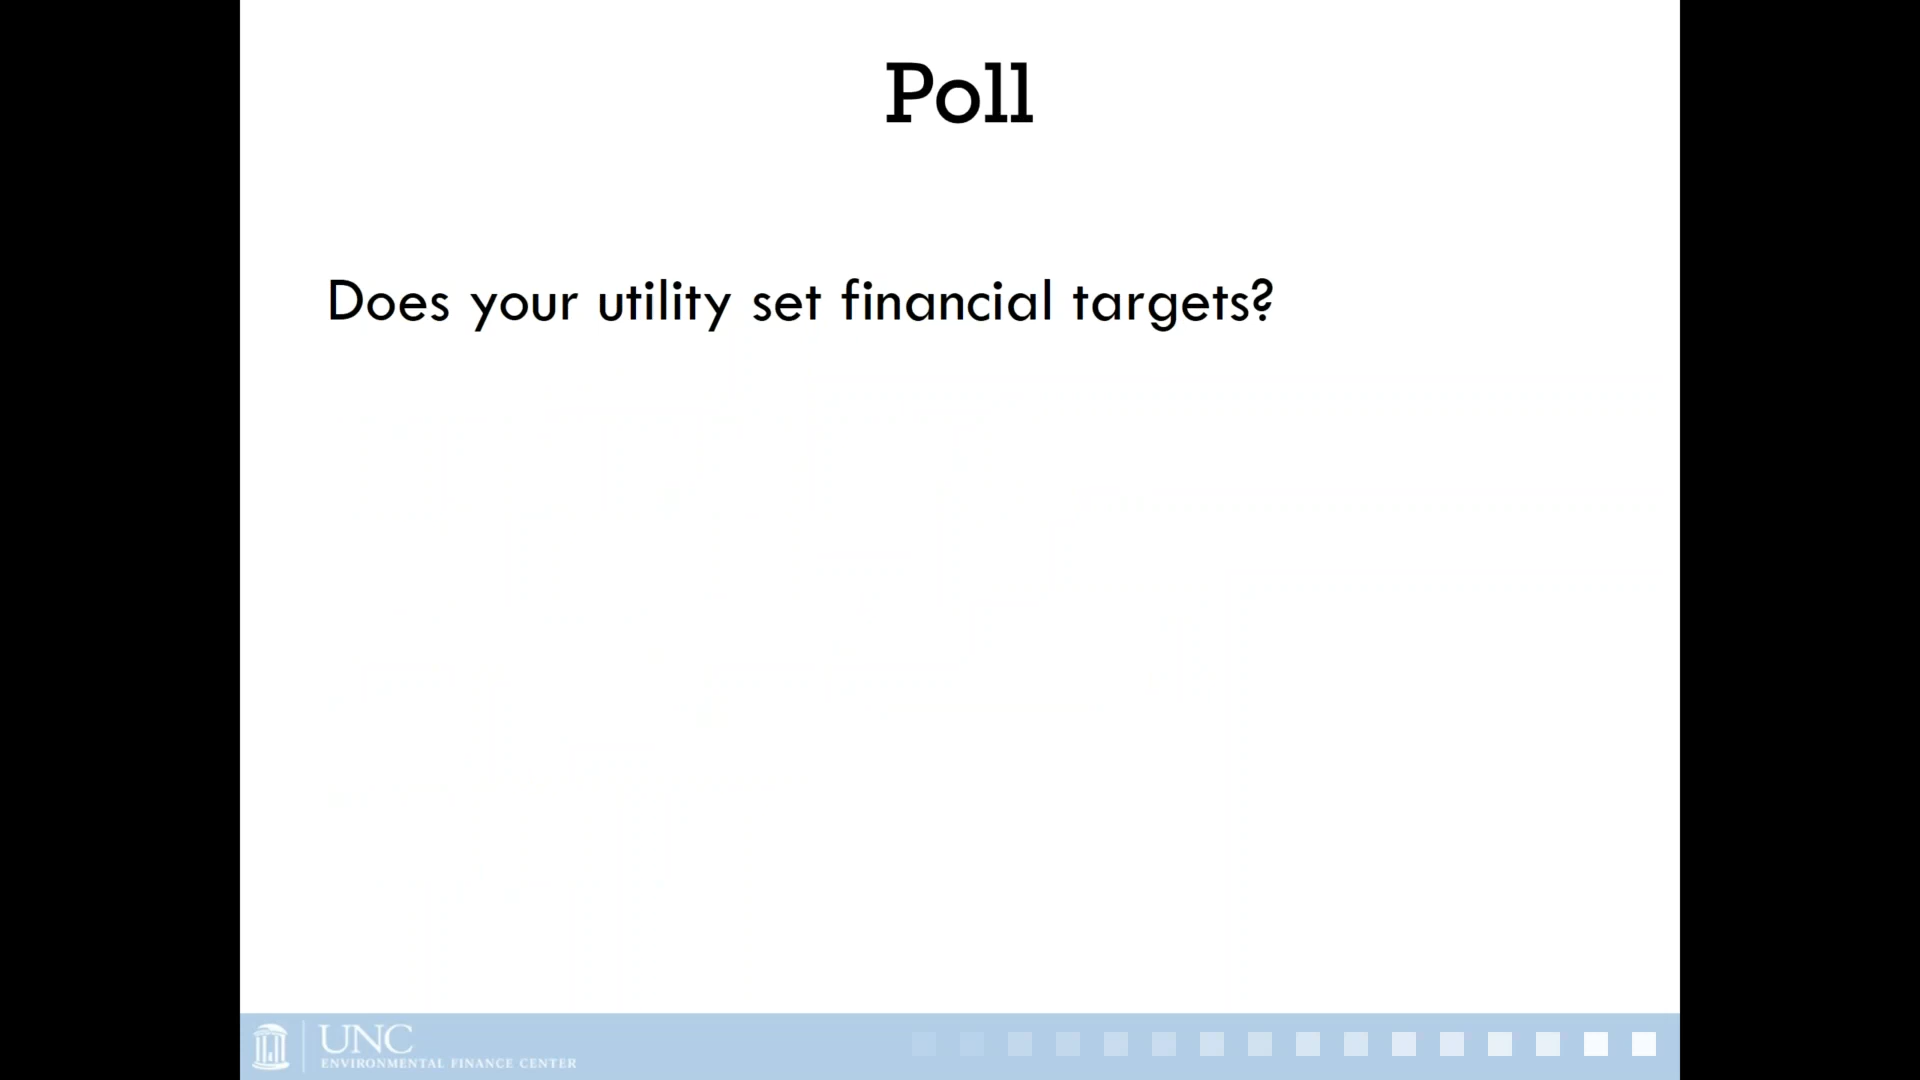 Poll
Does your utility set financial targets?
UNC
ENVIRONMENTAL FINANCE CENTER